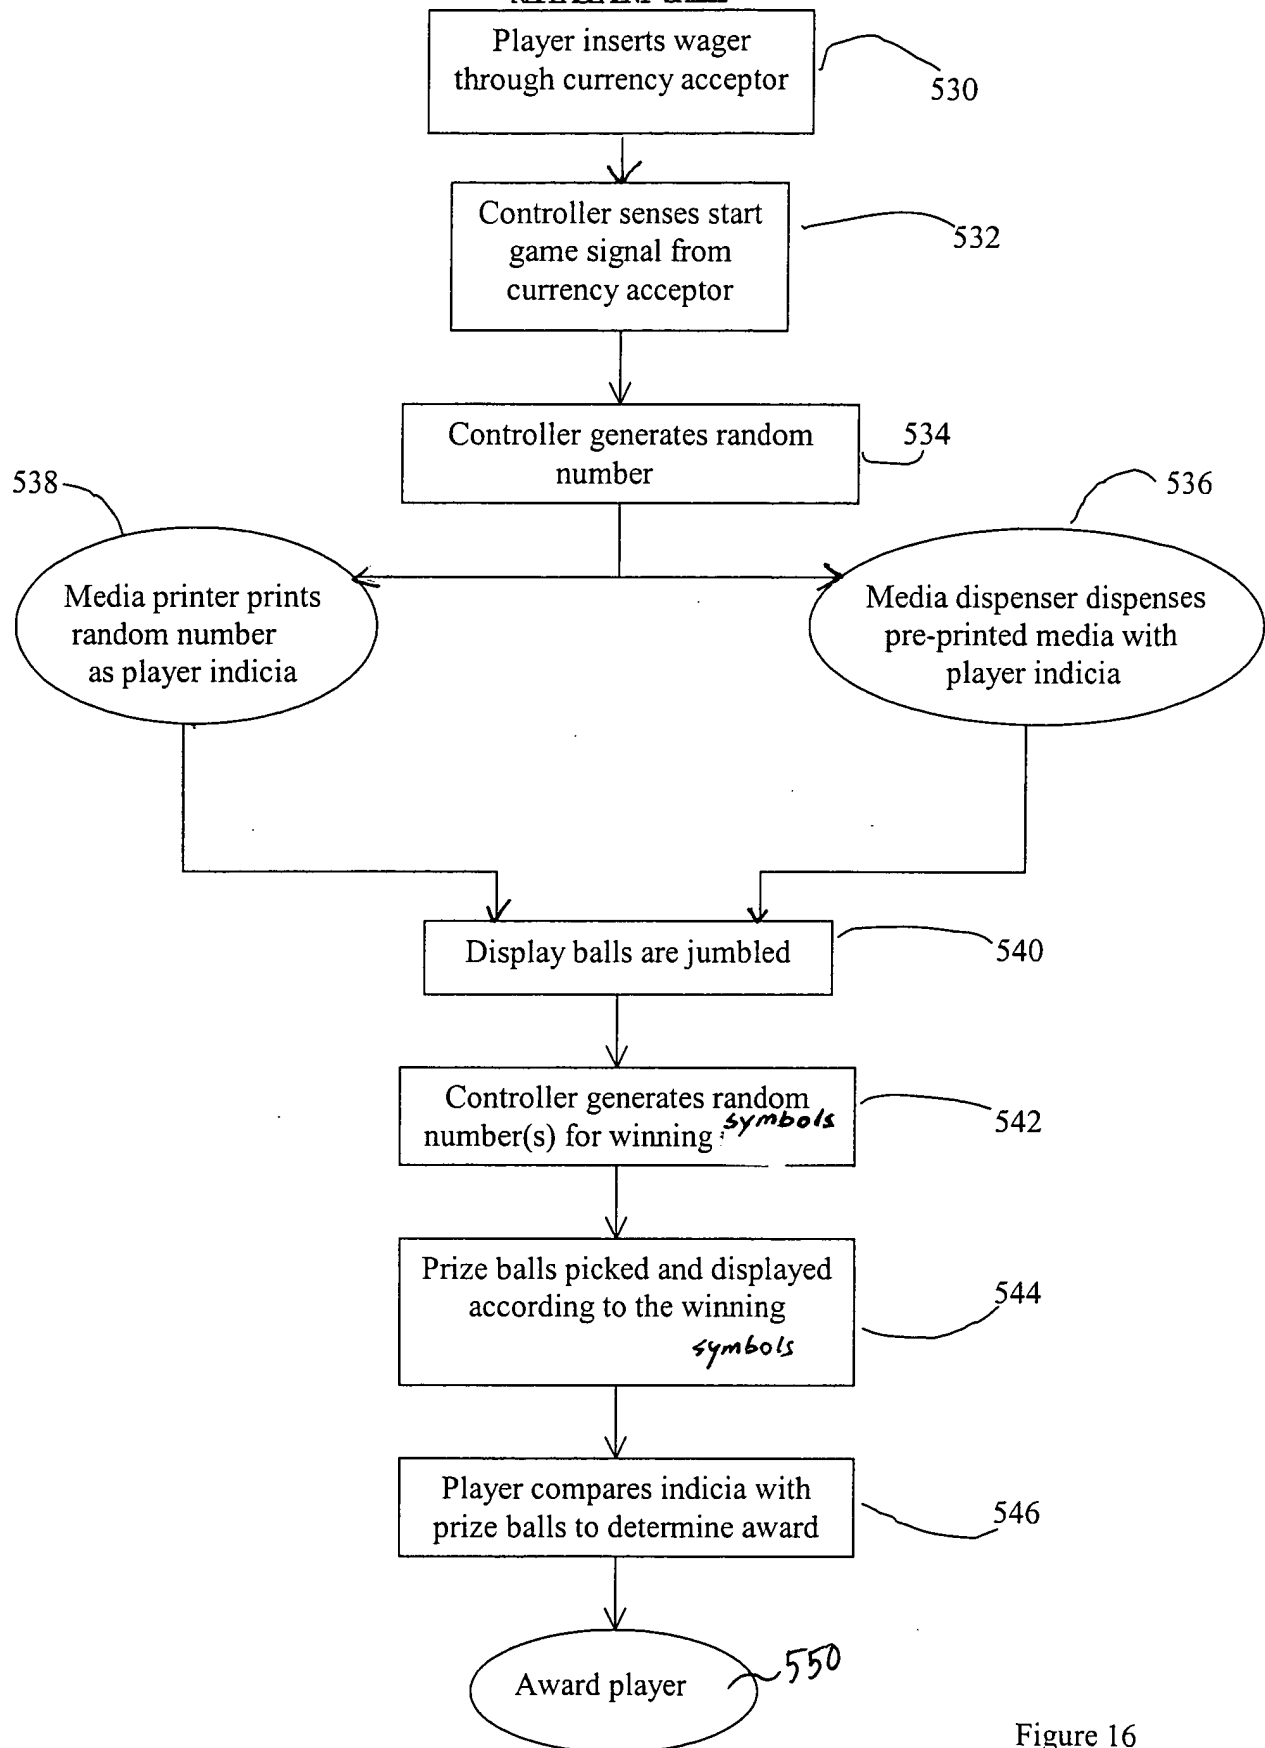 Player inserts wager
through currency acceptor
530
Controller senses start
game signal from
currency acceptor
532
Controller generates random
number
534
538
536
Media printer prints
random number
as player indicia
Media dispenser dispenses
pre-printed media with
player indicia
Display balls are jumbled
540
Controller generates random
number(s) for winning symbols
542
Prize balls picked and displayed
according to the winning
symbols
544
Player compares indicia with
prize balls to determine award
546
Award player
550
Figure 16